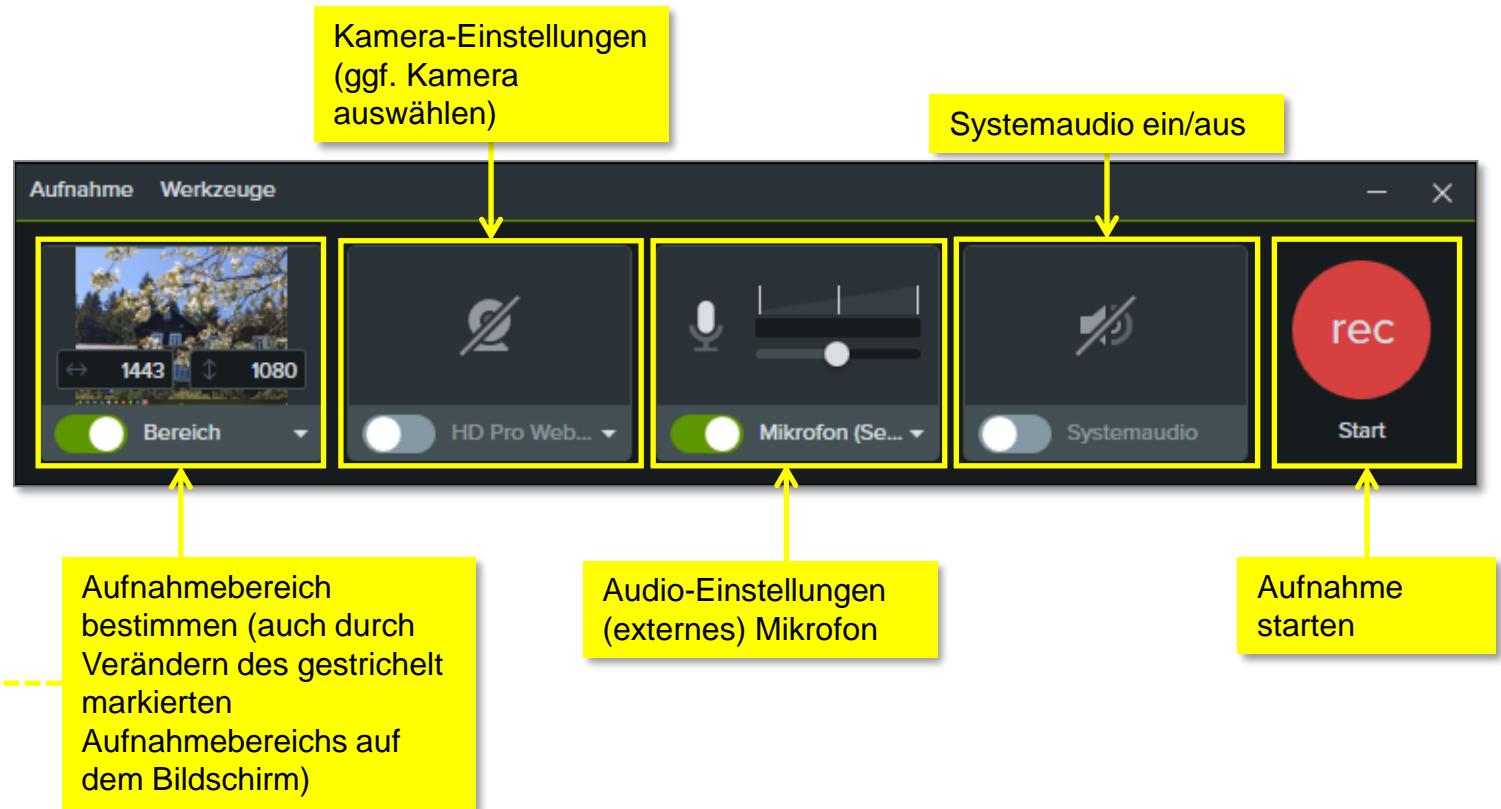 Kamera-Einstellungen
(ggf. Kamera
auswählen)
Systemaudio ein/aus
Aufnahme Werkzeuge
1443 1080
rec
Bereich
HD Pro Web...
Mikrofon (Se...
Systemaudio
Start
Aufnahmebereich
bestimmen (auch durch
Verändern des gestrichelt
markierten
Aufnahmebereichs auf
dem Bildschirm)
Audio-Einstellungen
(externes) Mikrofon
Aufnahme
starten